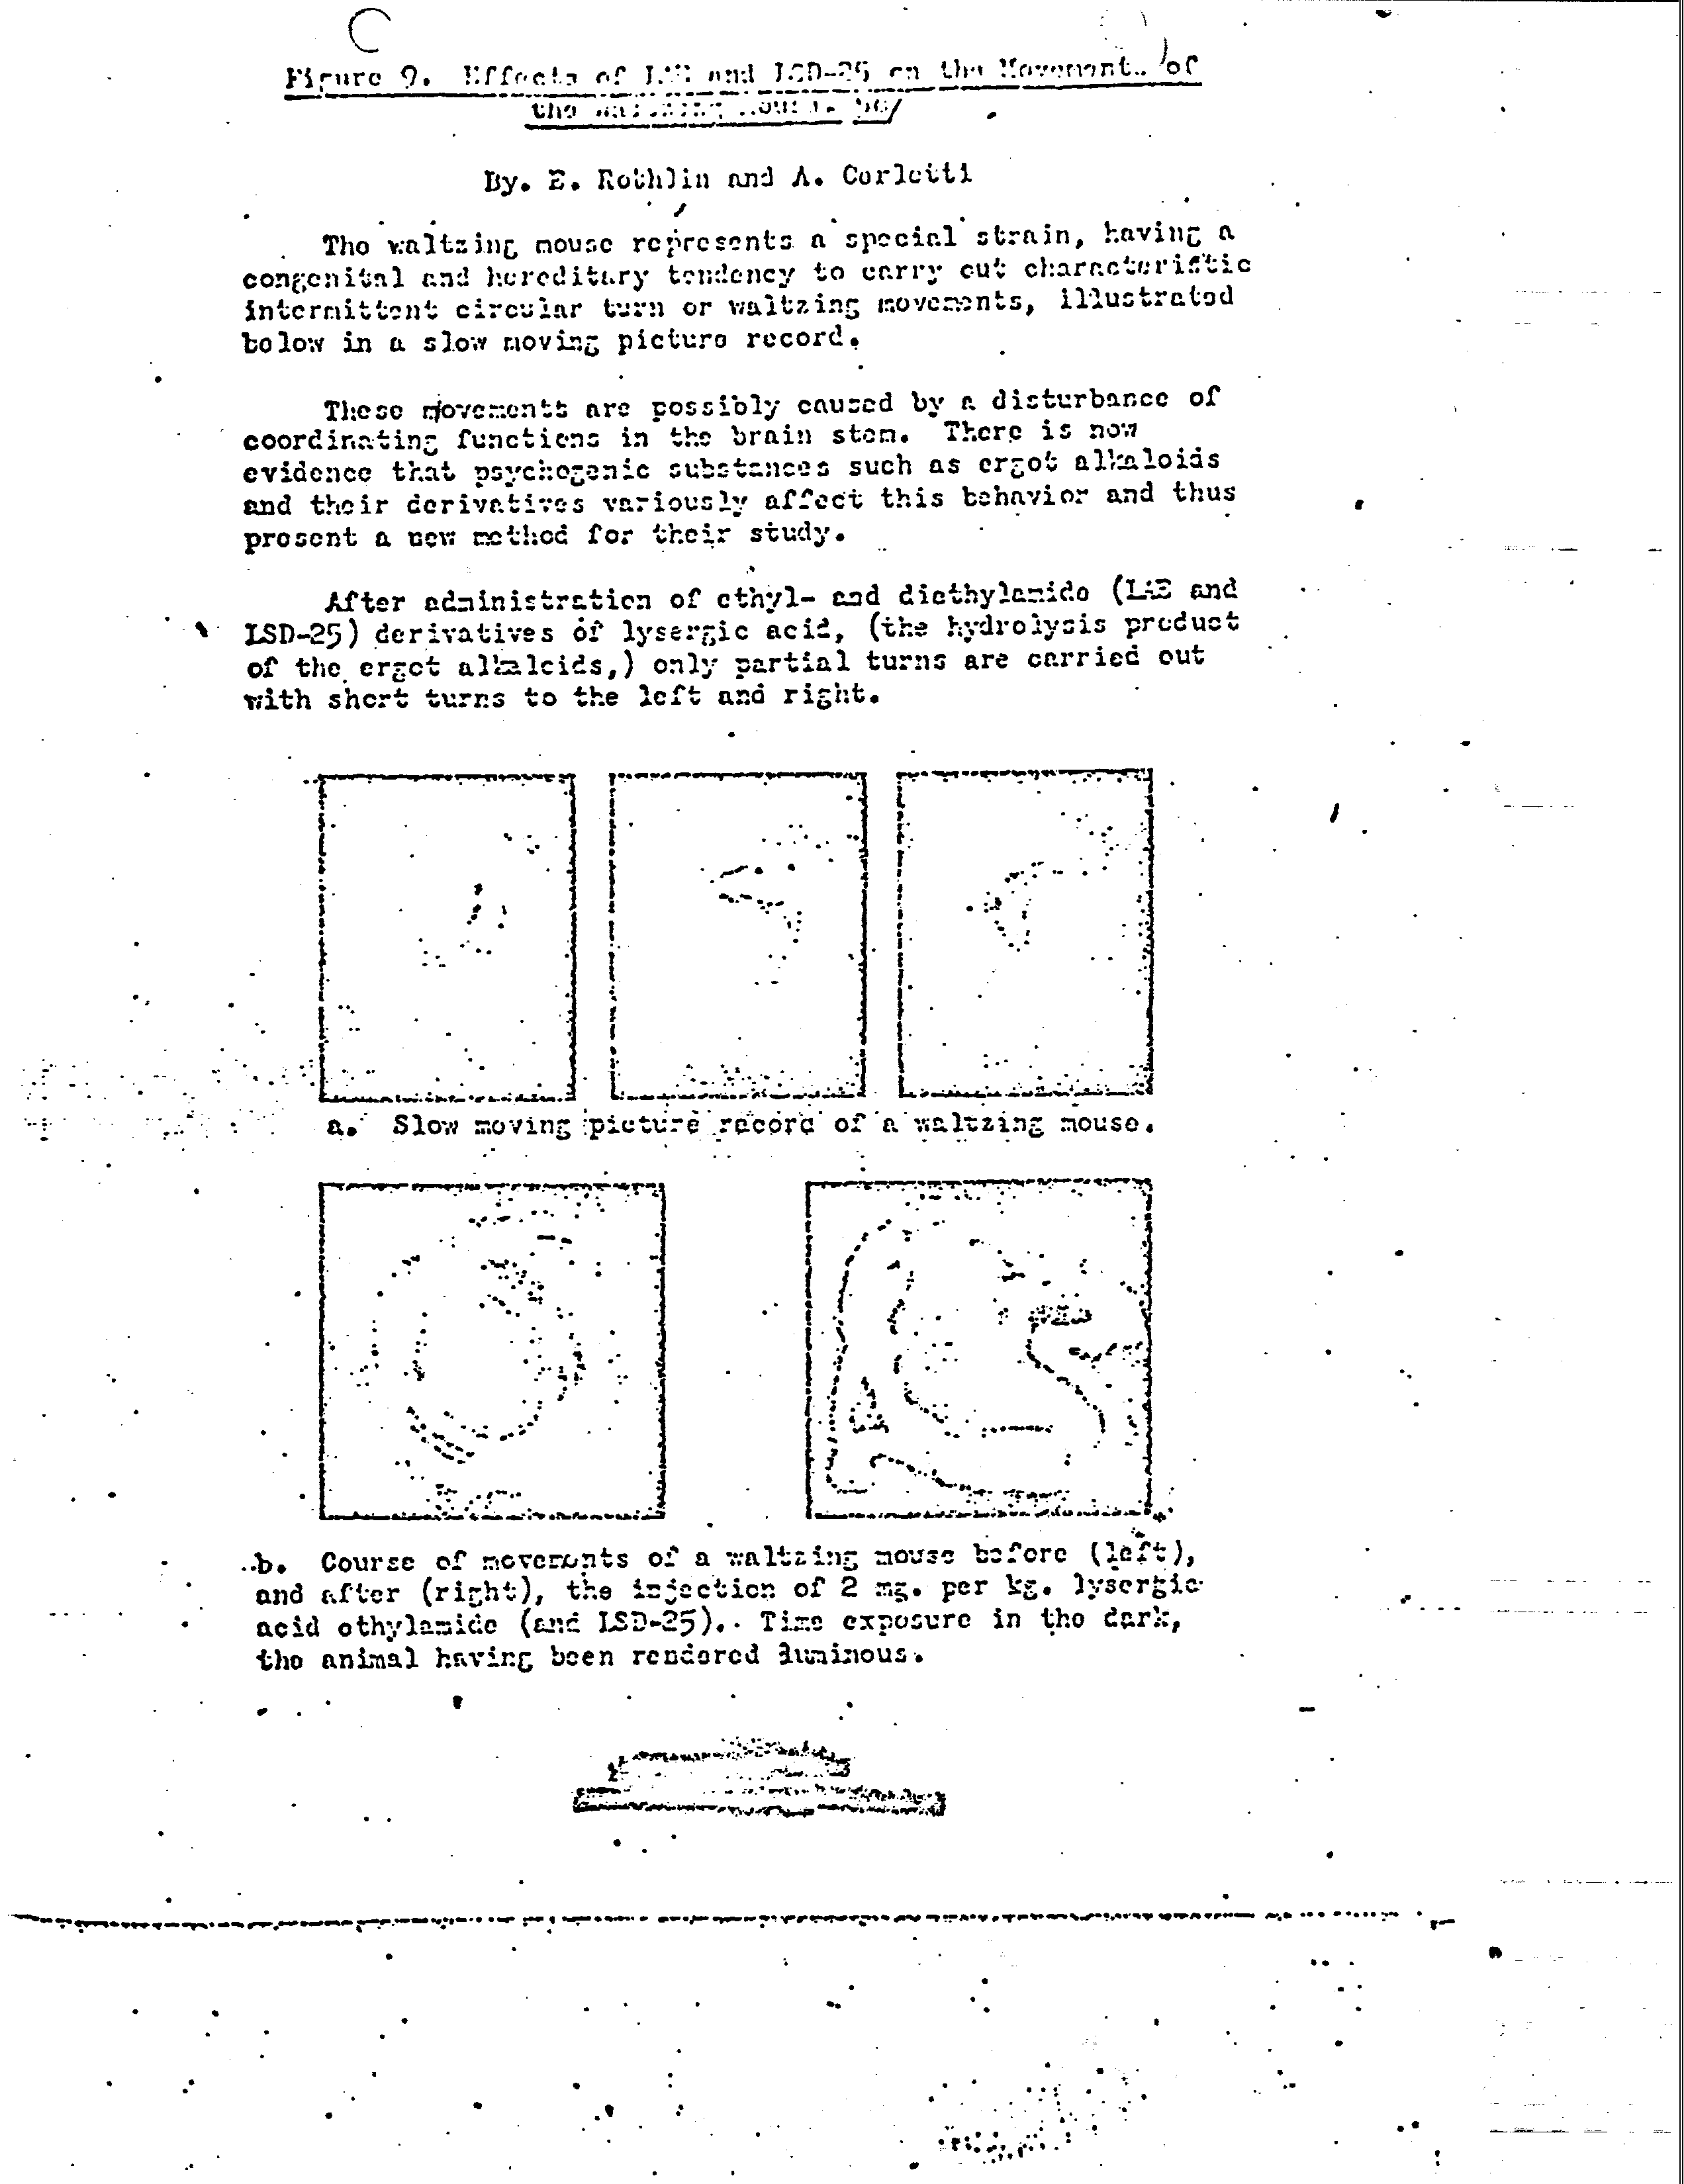 Figure 9. Effects of LAE and LSD-25 on the Movement of
the Waltzing Mouse 56/
By. E. Rothlin and A. Cerletti
The waltzing mouse represents a special strain, having a
congenital and hereditary tendency to carry out characteristic
intermittent circular turn or waltzing movements, illustrated
below in a slow moving picture record.
These movements are possibly caused by a disturbance of
coordinating functions in the brain stem. There is now
evidence that psychogenic substances such as ergot alkaloids
and their derivatives variously affect this behavior and thus
present a new method for their study.
After administration of ethyl- and diethylamide (LAE and
LSD-25) derivatives of lysergic acid, (the hydrolysis product
of the ergot alkaloids,) only partial turns are carried out
with short turns to the left and right.
a. Slow moving picture record of a waltzing mouse.
b. Course of movements of a waltzing mouse before (left),
and after (right), the injection of 2 mg. per kg. lysergic
acid ethylamide (and LSD-25). Time exposure in the dark,
the animal having been rendered luminous.